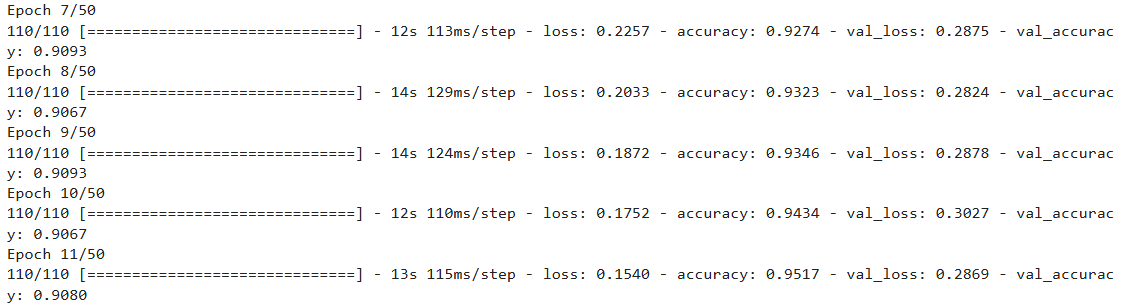 Epoch 7/50
110/110 [==============================] - 12s 113ms/step - loss: 0.2257 - accuracy: 0.9274 - val_loss: 0.2875 - val_accurac
y: 0.9093
Epoch 8/50
110/110 [==============================] - 14s 129ms/step - loss: 0.2033 - accuracy: 0.9323 - val_loss: 0.2824 - val_accurac
y: 0.9067
Epoch 9/50
110/110 [==============================] - 14s 124ms/step - loss: 0.1872 - accuracy: 0.9346 - val_loss: 0.2878 - val_accurac
y: 0.9093
Epoch 10/50
110/110 [==============================] - 12s 110ms/step - loss: 0.1752 - accuracy: 0.9434 - val_loss: 0.3027 - val_accurac
y: 0.9067
Epoch 11/50
110/110 [==============================] - 13s 115ms/step - loss: 0.1540 - accuracy: 0.9517 - val_loss: 0.2869 - val_accurac
y: 0.9080